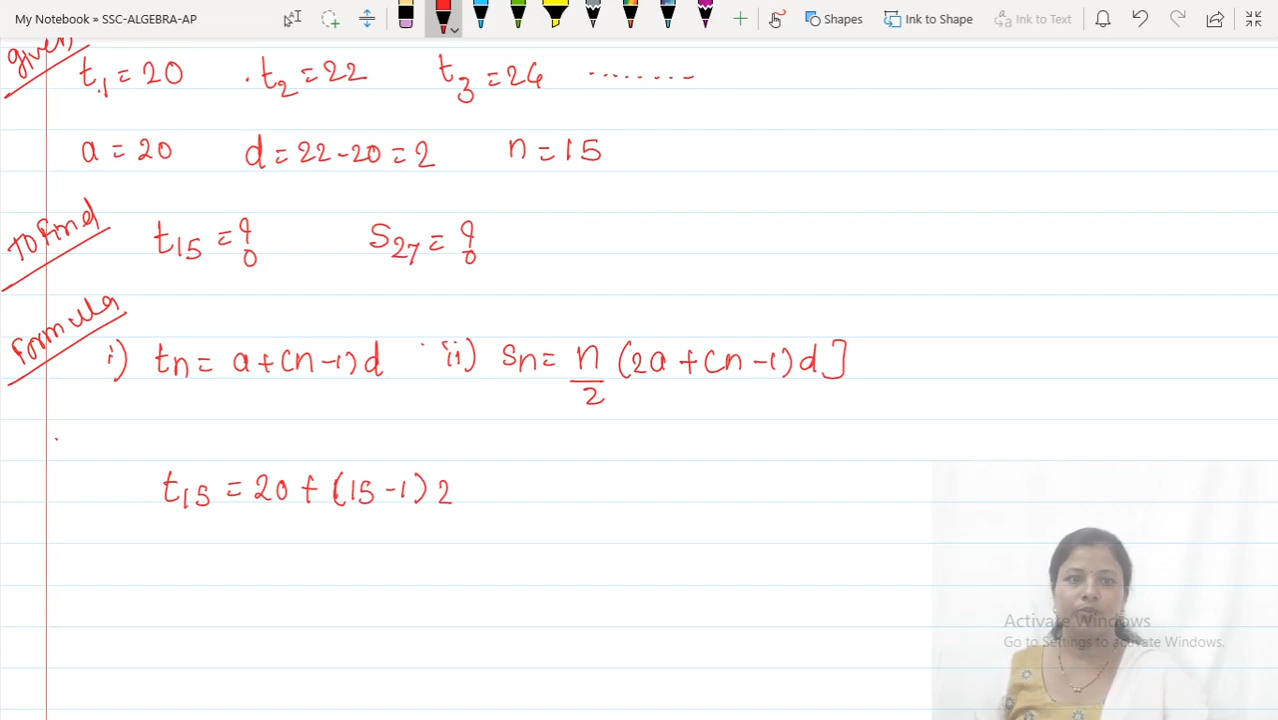 My Notebook » SSC-ALGEBRA-AP Shapes Ink to Shape Ink to Text
given
t₁ = 20 t₂ = 22 t₃ = 24 ........
a = 20 d = 22-20 = 2 n = 15
To Find
t₁₅ = ? S₂₇ = ?
Formula
i) tn = a+(n-1)d ii) Sn = n/2 (2a+(n-1)d]
t₁₅ = 20+(15-1)2
Activate Windows
Go to Settings to activate Windows.